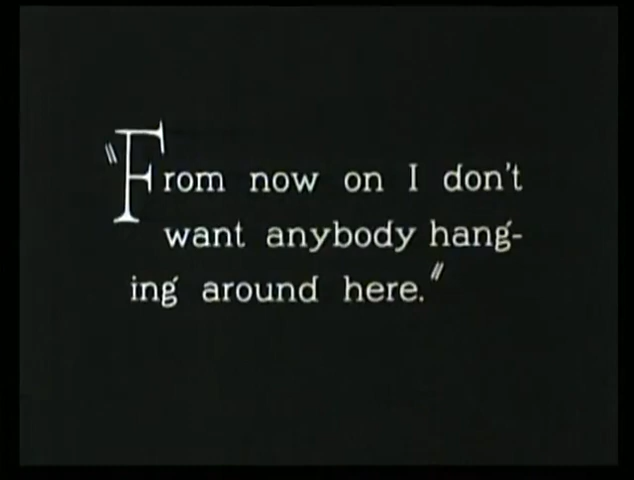 "From now on I don't
want anybody hang-
ing around here."